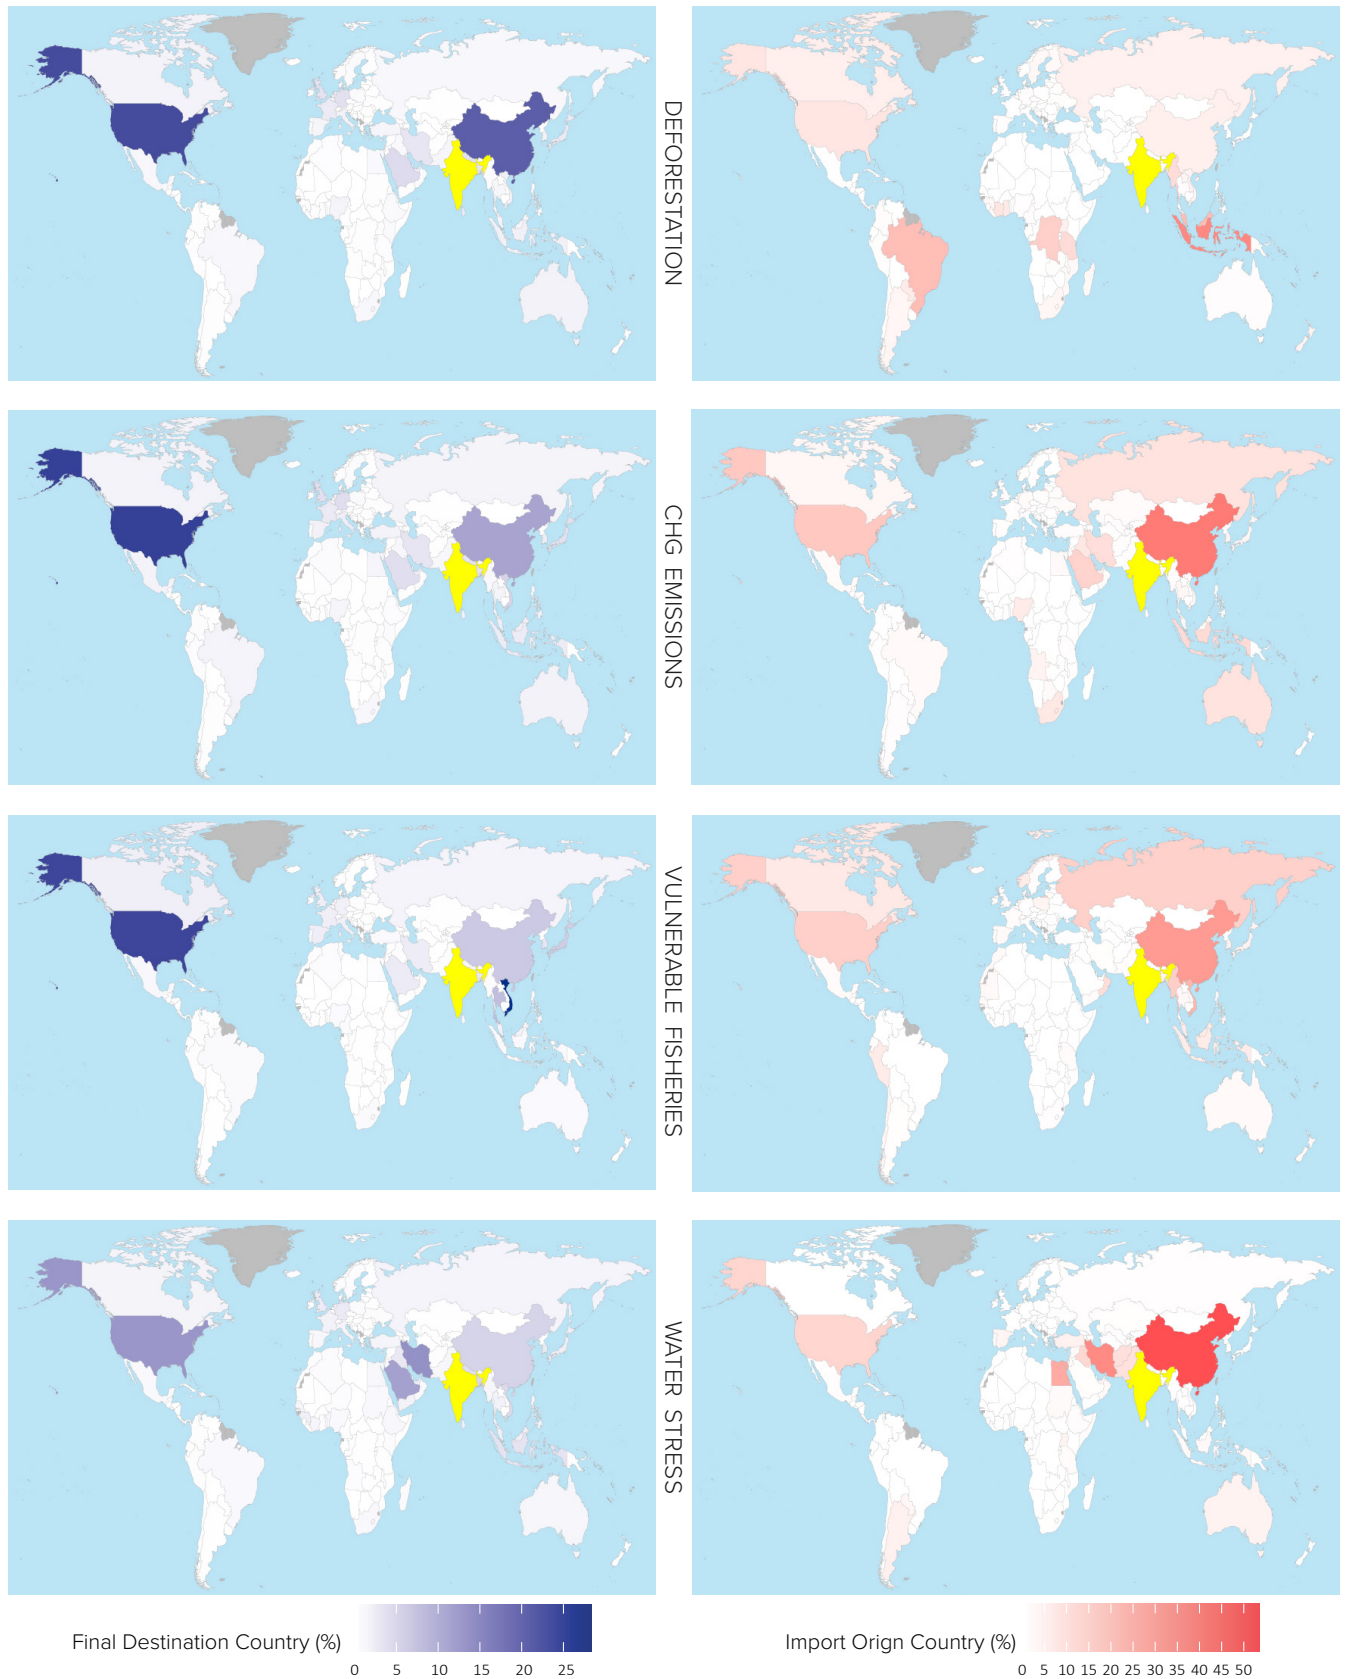 DEFORESTATION
CHG EMISSIONS
VULNERABLE FISHERIES
WATER STRESS
Final Destination Country (%)
0 5 10 15 20 25
Import Orign Country (%)
0 5 10 15 20 25 30 35 40 45 50